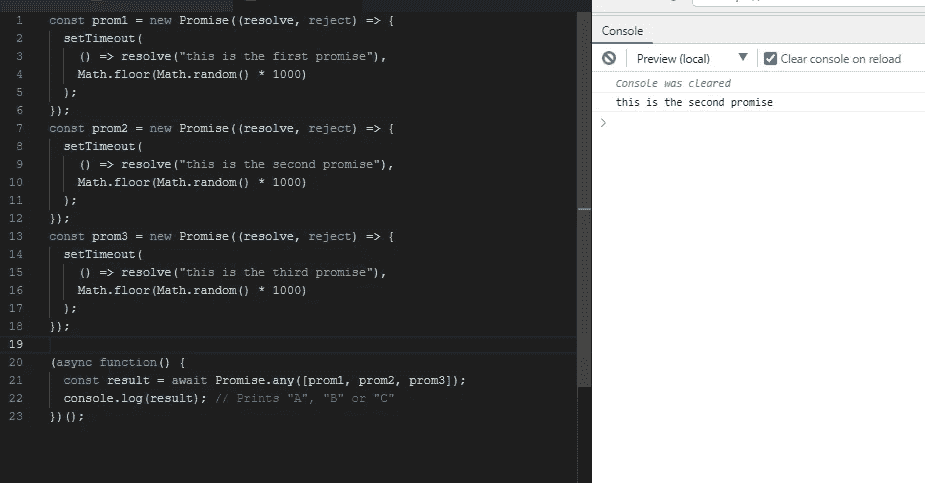 1 const prom1 = new Promise((resolve, reject) => {
2 setTimeout(
3 () => resolve("this is the first promise"),
4 Math.floor(Math.random() * 1000)
5 );
6 });
7 const prom2 = new Promise((resolve, reject) => {
8 setTimeout(
9 () => resolve("this is the second promise"),
10 Math.floor(Math.random() * 1000)
11 );
12 });
13 const prom3 = new Promise((resolve, reject) => {
14 setTimeout(
15 () => resolve("this is the third promise"),
16 Math.floor(Math.random() * 1000)
17 );
18 });
19
20 (async function() {
21 const result = await Promise.any([prom1, prom2, prom3]);
22 console.log(result); // Prints "A", "B" or "C"
23 })();
Console
Preview (local) ▼ Clear console on reload
Console was cleared
this is the second promise
>